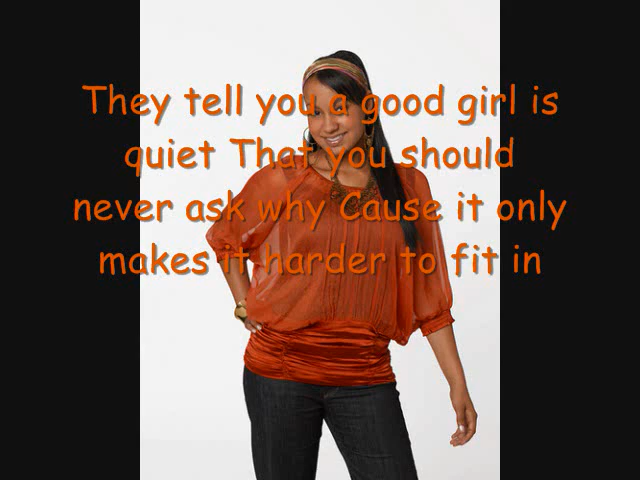 They tell you a good girl is
quiet That you should
never ask why Cause it only
makes it harder to fit in